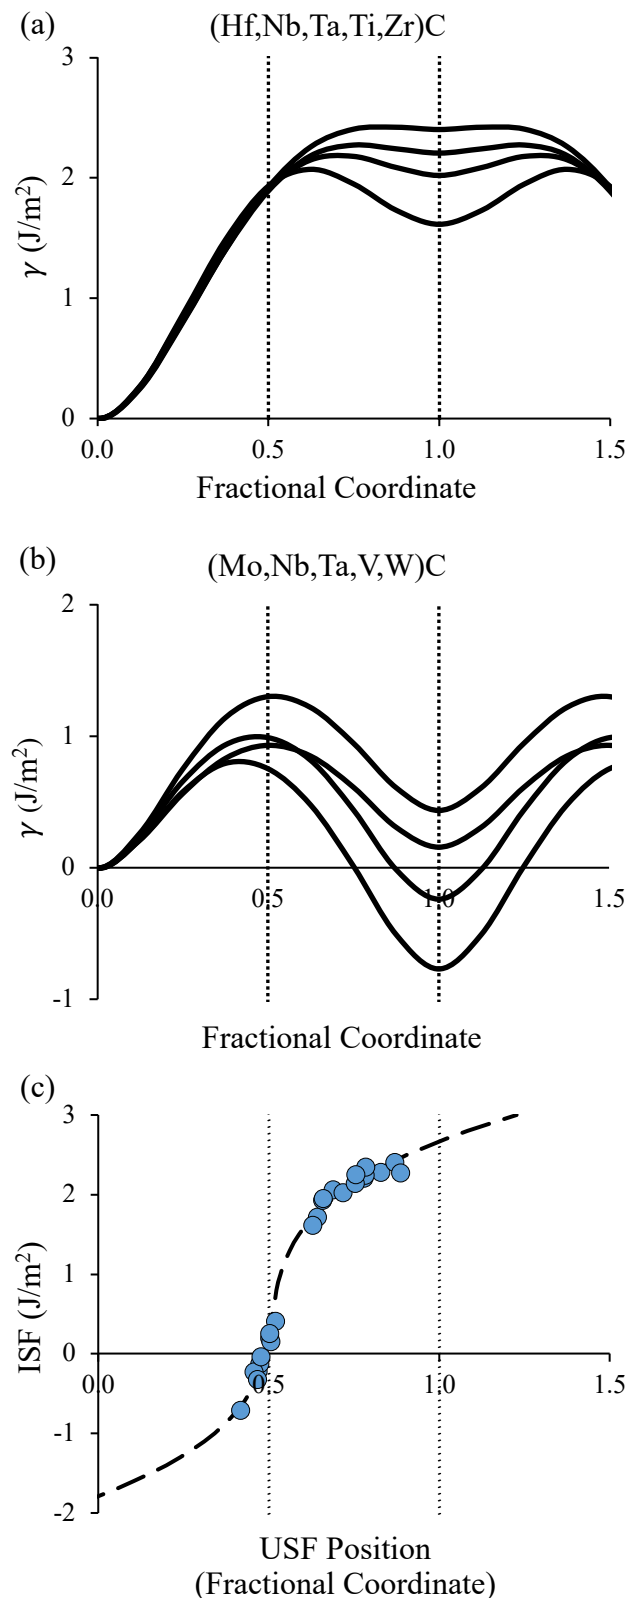 (a)
(Hf,Nb,Ta,Ti,Zr)C
3
2
1
0
γ (J/m²)
0.0 0.5 1.0 1.5
Fractional Coordinate
(b)
(Mo,Nb,Ta,V,W)C
2
1
0
-1
γ (J/m²)
0.0 0.5 1.0 1.5
Fractional Coordinate
(c)
3
2
1
0
-1
-2
ISF (J/m²)
0.0 0.5 1.0 1.5
USF Position
(Fractional Coordinate)